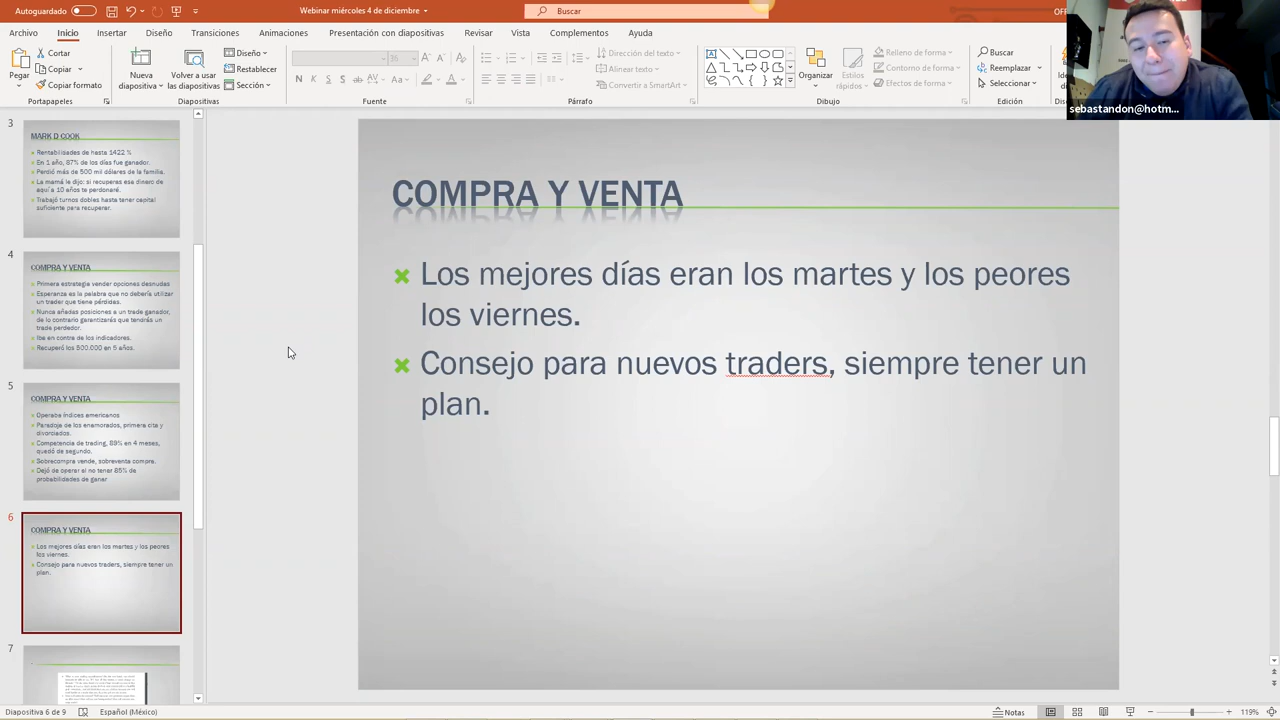 Autoguardado
Webinar miércoles 4 de diciembre
Buscar
Archivo
Inicio
Insertar
Diseño
Transiciones
Animaciones
Presentación con diapositivas
Revisar
Vista
Complementos
Ayuda
Pegar
Cortar
Copiar
Copiar formato
Portapapeles
Nueva diapositiva
Volver a usar las diapositivas
Diseño
Restablecer
Sección
Diapositivas
Fuente
Dirección del texto
Alinear texto
Convertir a SmartArt
Párrafo
Organizar
Estilos rápidos
Relleno de forma
Contorno de forma
Efectos de forma
Dibujo
Buscar
Reemplazar
Seleccionar
Edición
sebastandon@hotm...
3
MARK D COOK
Rentabilidades de hasta 1422 %
En 1 año, 87% de los días fue ganador.
Perdió más de 500 mil dólares de la familia.
La mamá le dijo: si recuperas esa dinero de
aquí a 10 años te perdonaré.
Trabajó turnos dobles hasta tener capital
suficiente para recuperar.
4
COMPRA Y VENTA
Primera estrategia vender opciones desnudas
Esperanza es la palabra que no debería utilizar
un trader que tiene pérdidas.
Nunca añadas posiciones a un trade ganador,
de lo contrario garantizarás que tendrás un
trade perdedor.
Iba en contra de los indicadores.
Recuperó los 500.000 en 5 años.
5
COMPRA Y VENTA
Operaba índices americanos
Paradoja de los enamorados, primera cita y
divorciados.
Competencia de trading, 89% en 4 meses,
quedó de segundo.
Sobrecompra vende, sobreventa compra.
Dejó de operar al no tener 85% de
probabilidades de ganar
6
COMPRA Y VENTA
Los mejores días eran los martes y los peores
los viernes.
Consejo para nuevos traders, siempre tener un
plan.
7
COMPRA Y VENTA
Los mejores días eran los martes y los peores
los viernes.
Consejo para nuevos traders, siempre tener un
plan.
Diapositiva 6 de 9
Español (México)
Notas
119%